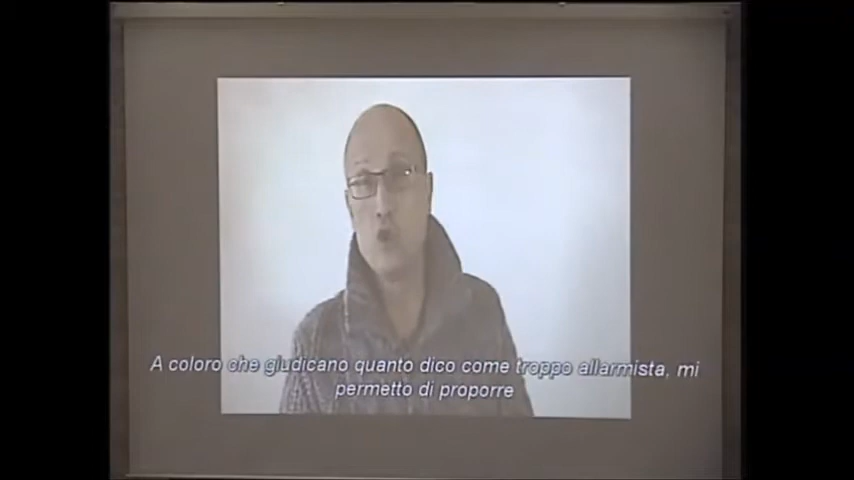 A coloro che giudicano quanto dico come troppo allarmista, mi
permetto di proporre